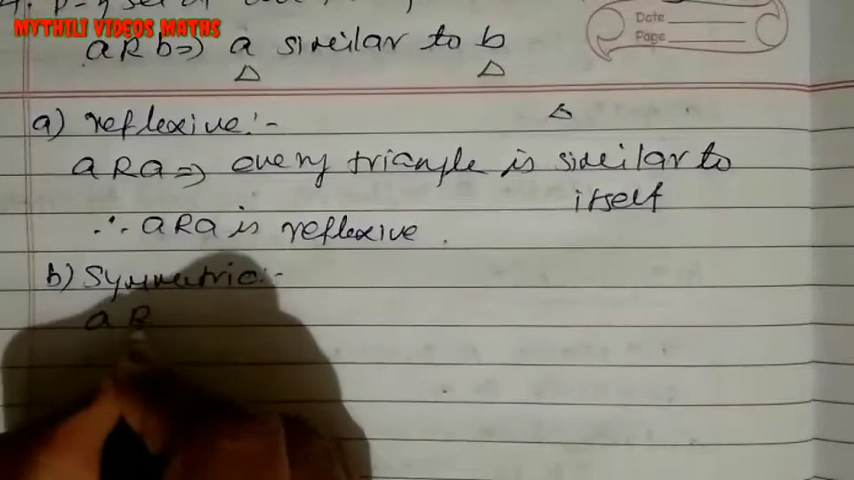 MYTHILI VIDEOS MATHS
Date
Page
aRb => a similar to b
△ △
a) reflexive :-
△
aRa => every triangle is similar to
itself
∴ aRa is reflexive.
b) Symmetric :-
a R